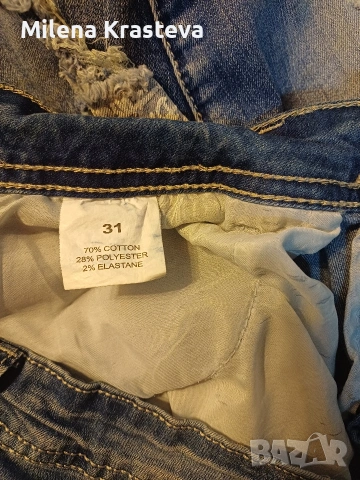 Milena Krasteva
31
70% COTTON
28% POLYESTER
2% ELASTANE
BAZAR